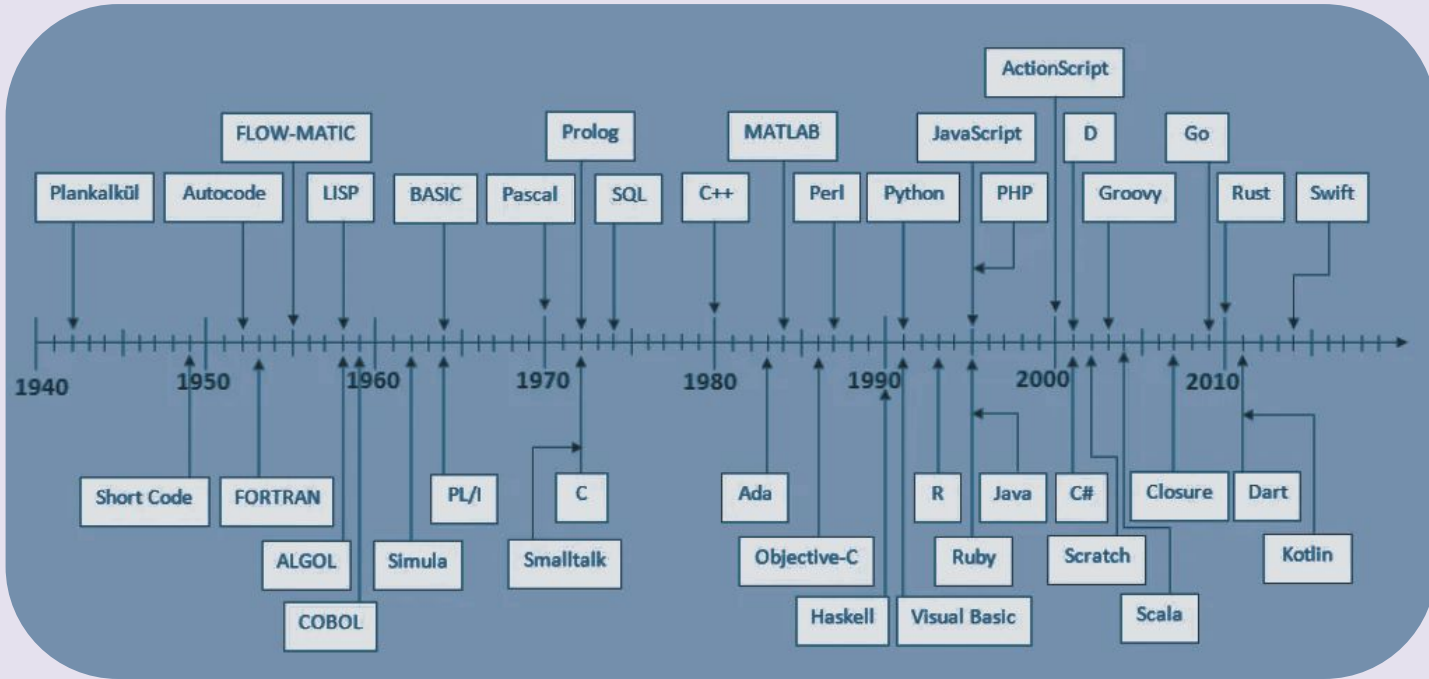 ActionScript
FLOW-MATIC
Prolog
MATLAB
JavaScript
D
Go
Plankalkül
Autocode
LISP
BASIC
Pascal
SQL
C++
Perl
Python
PHP
Groovy
Rust
Swift
1940
1950
1960
1970
1980
1990
2000
2010
Short Code
FORTRAN
PL/I
C
Ada
R
Java
C#
Closure
Dart
ALGOL
Simula
Smalltalk
Objective-C
Ruby
Scratch
Kotlin
COBOL
Haskell
Visual Basic
Scala